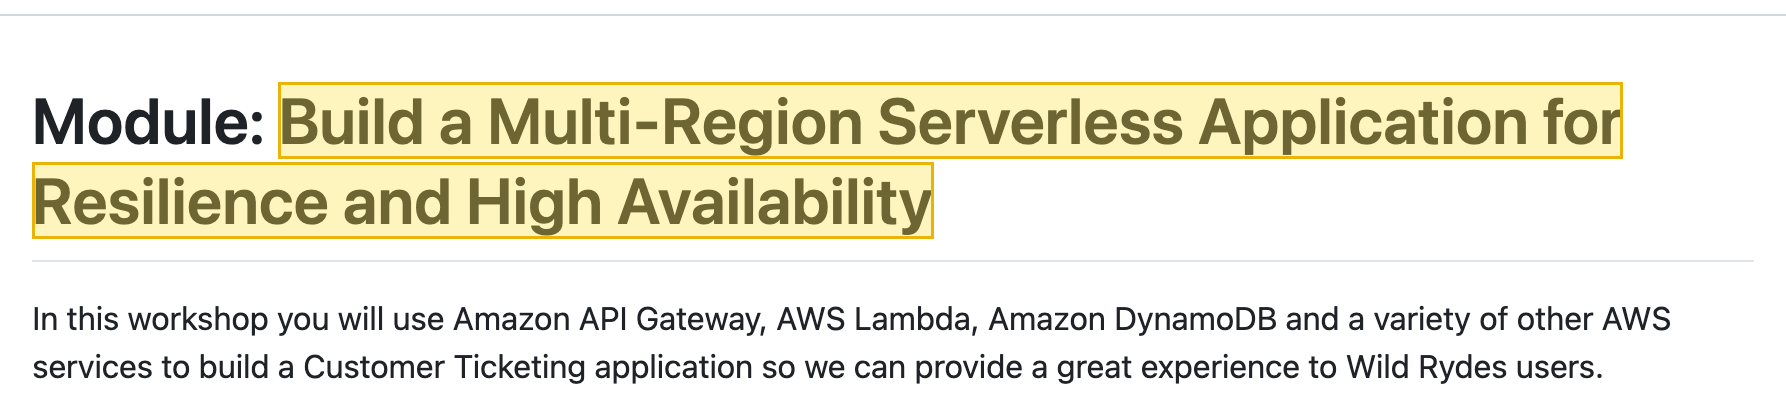 Module: Build a Multi-Region Serverless Application for
Resilience and High Availability
In this workshop you will use Amazon API Gateway, AWS Lambda, Amazon DynamoDB and a variety of other AWS
services to build a Customer Ticketing application so we can provide a great experience to Wild Rydes users.